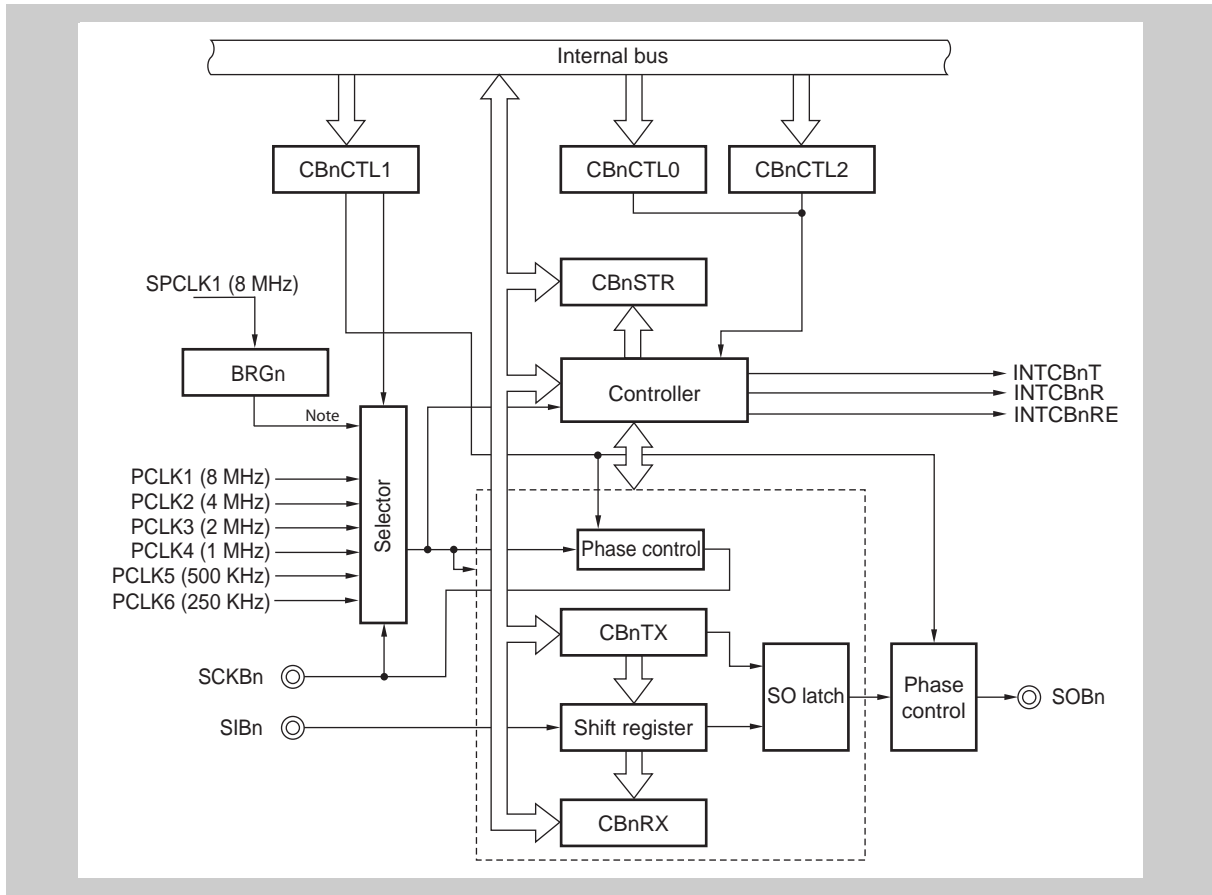 Internal bus
CBnCTL1
CBnCTL0
CBnCTL2
CBnSTR
SPCLK1 (8 MHz)
BRGn
Controller
INTCBnT
INTCBnR
INTCBnRE
Note
PCLK1 (8 MHz)
PCLK2 (4 MHz)
PCLK3 (2 MHz)
PCLK4 (1 MHz)
PCLK5 (500 KHz)
PCLK6 (250 KHz)
Selector
Phase control
CBnTX
SCKBn
SO latch
Phase
control
SOBn
SIBn
Shift register
CBnRX